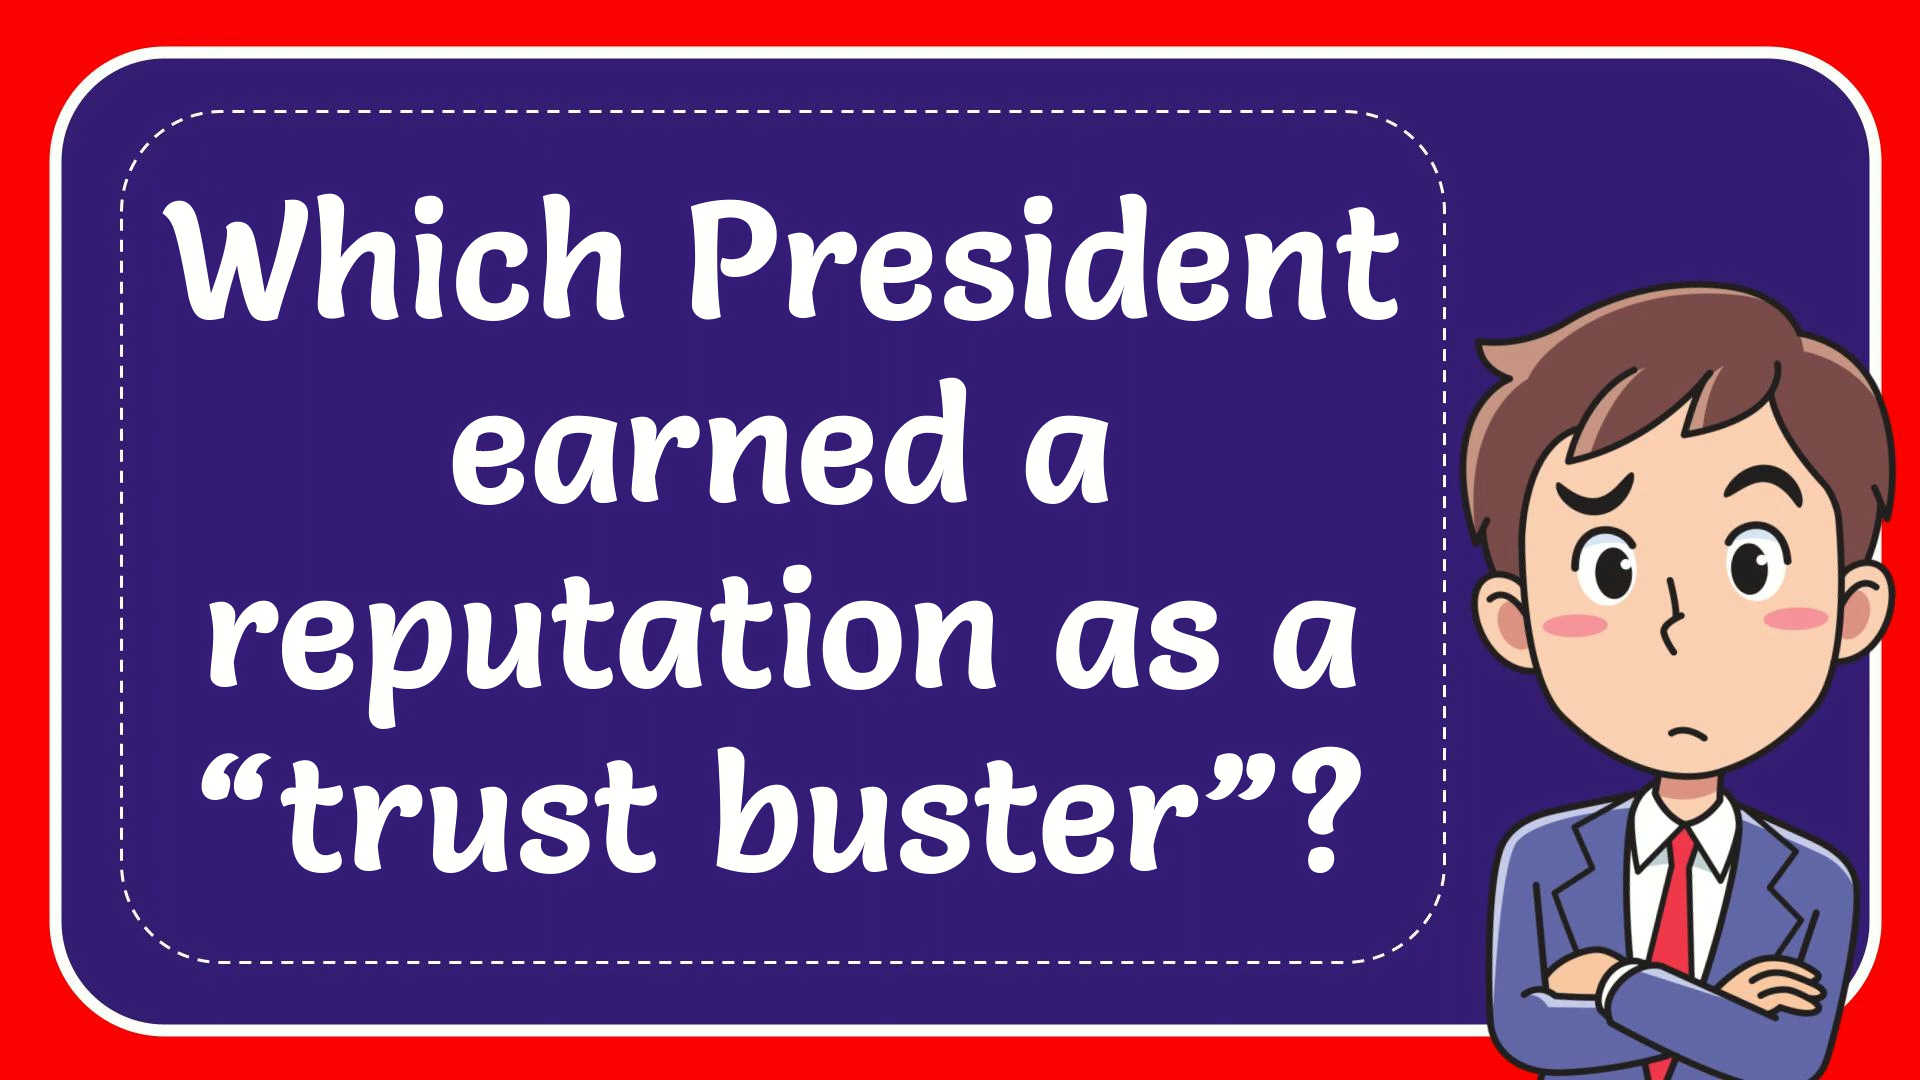 Which President
earned a
reputation as a
“trust buster”?